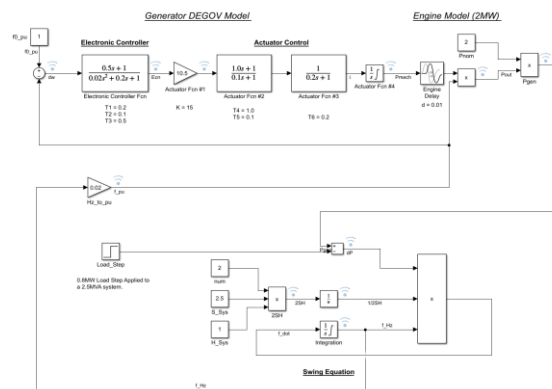 Generator DEGOV Model
Engine Model (2MW)
f0_pu
1
f0_pu
Electronic Controller
Actuator Control
2
Pnorm
0.5s + 1
0.02s² + 0.2s + 1
10.5
1.0s + 1
0.1s + 1
1
0.2s + 1
dw
Ecn
Pmech
x
Pout
x
Pgen
Electronic Controller Fcn
Actuator Fcn #1
Actuator Fcn #2
Actuator Fcn #3
Actuator Fcn #4
Engine
Delay
T1 = 0.2
T2 = 0.1
T3 = 0.5
K = 15
T4 = 1.0
T5 = 0.1
T6 = 0.2
d = 0.01
0.02
f_pu
Hz_to_pu
Load_Step
dP
0.8MW Load Step Applied to
a 2.5MVA system.
2
num
2.5
S_Sys
1
H_Sys
x
2SH
2SH
1/2SH
x
f_dot
Integration
f_Hz
Swing Equation
f_Hz